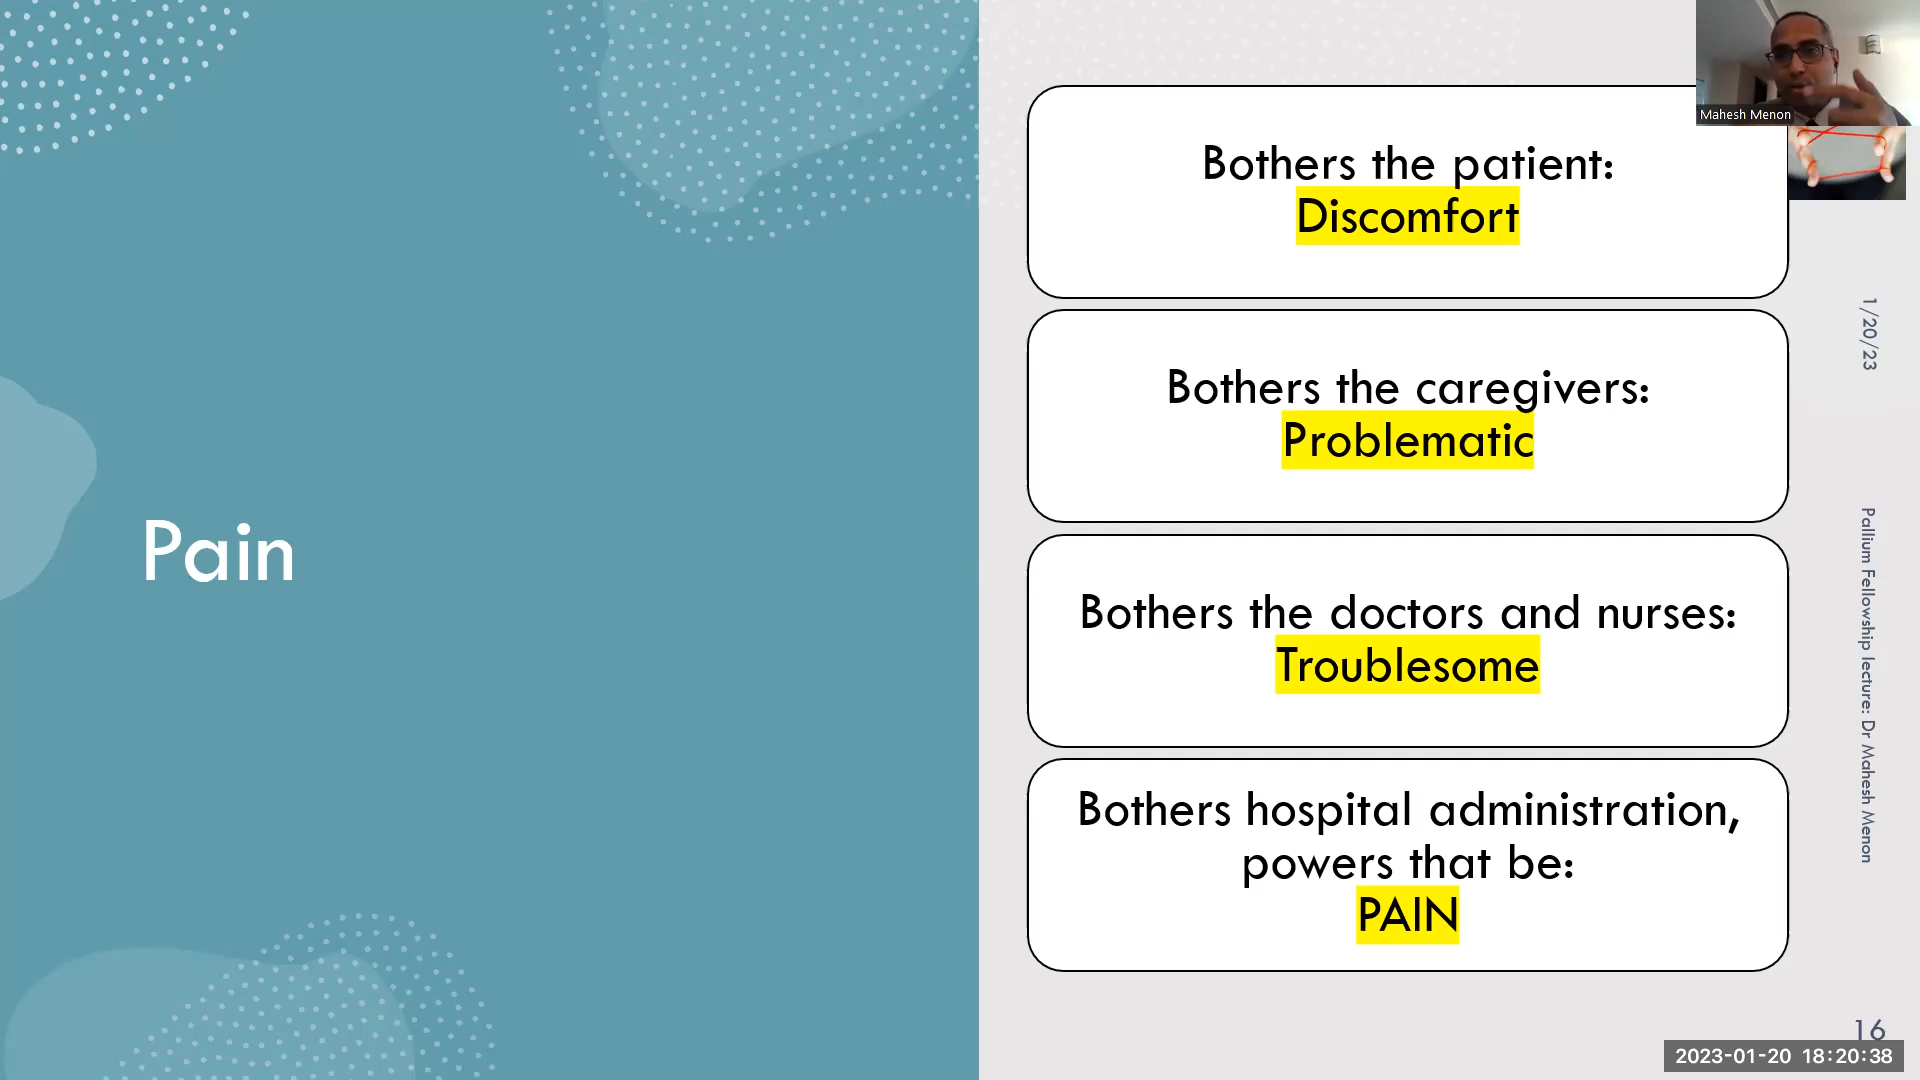 Mahesh Menon
Pain
Bothers the patient:
Discomfort
Bothers the caregivers:
Problematic
Bothers the doctors and nurses:
Troublesome
Bothers hospital administration,
powers that be:
PAIN
1/20/23
Pallium Fellowship lecture: Dr Mahesh Menon
16
2023-01-20 18:20:38